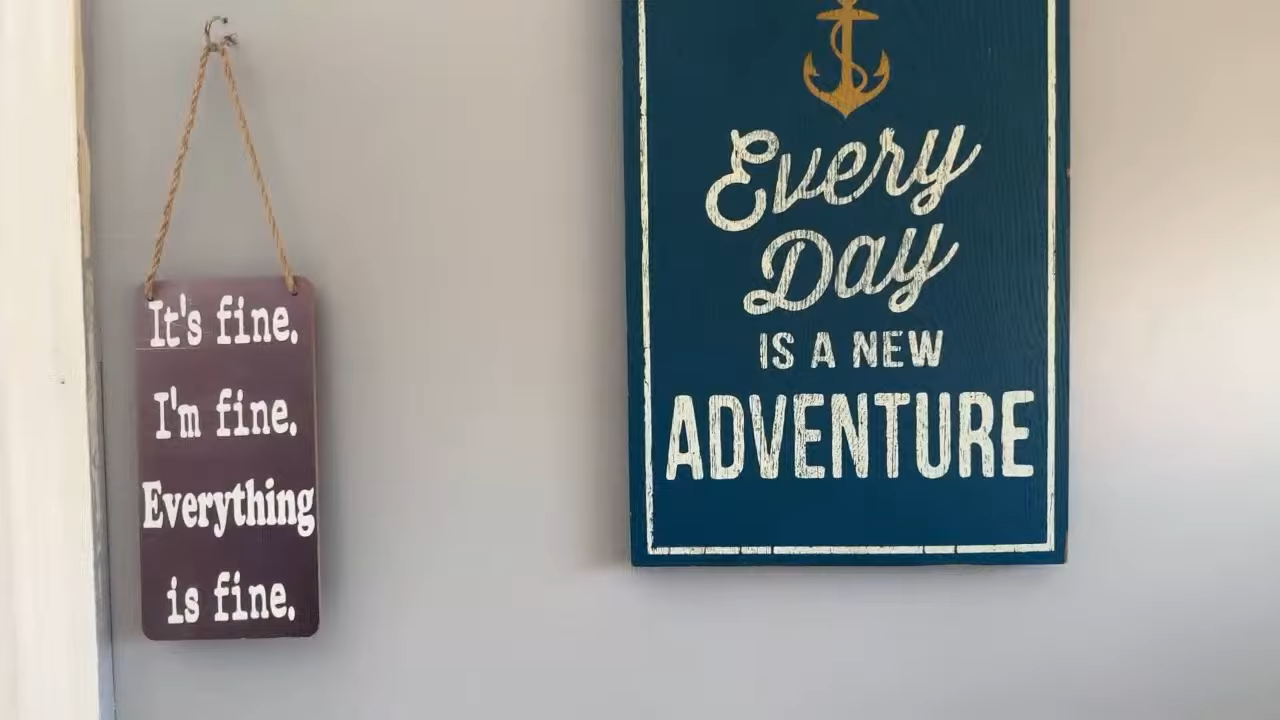 It's fine.
I'm fine.
Everything
is fine.
Every
Day
IS A NEW
ADVENTURE